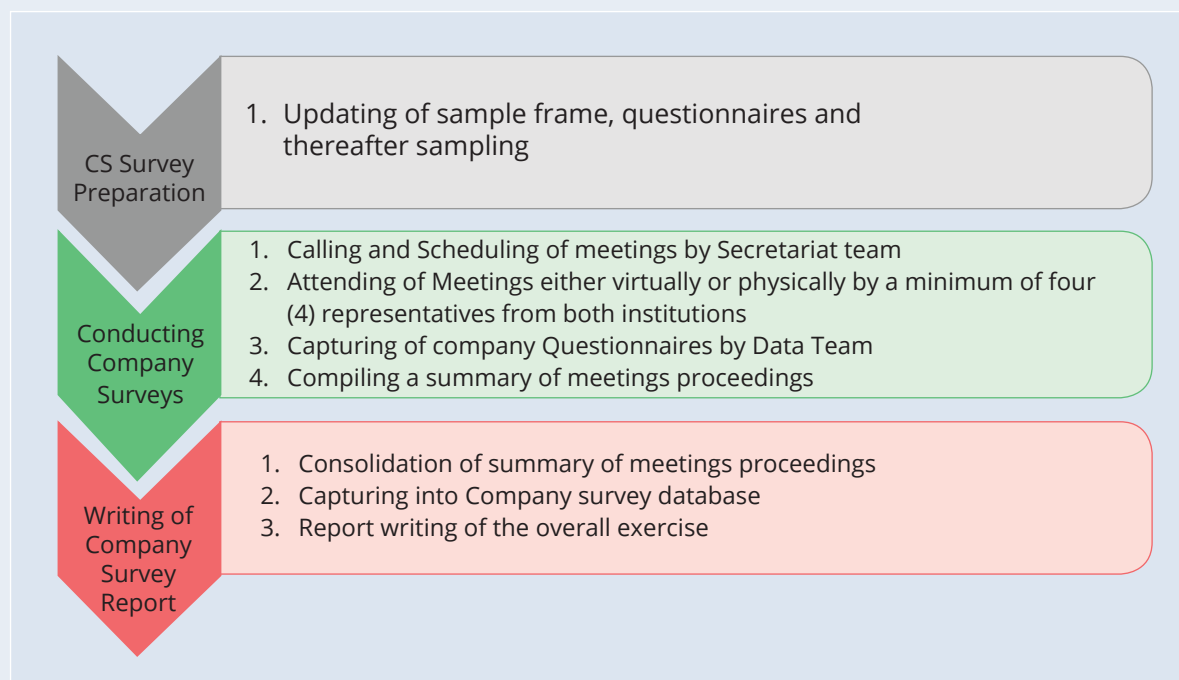 CS Survey
Preparation
1. Updating of sample frame, questionnaires and
thereafter sampling
Conducting
Company
Surveys
1. Calling and Scheduling of meetings by Secretariat team
2. Attending of Meetings either virtually or physically by a minimum of four
(4) representatives from both institutions
3. Capturing of company Questionnaires by Data Team
4. Compiling a summary of meetings proceedings
Writing of
Company
Survey
Report
1. Consolidation of summary of meetings proceedings
2. Capturing into Company survey database
3. Report writing of the overall exercise